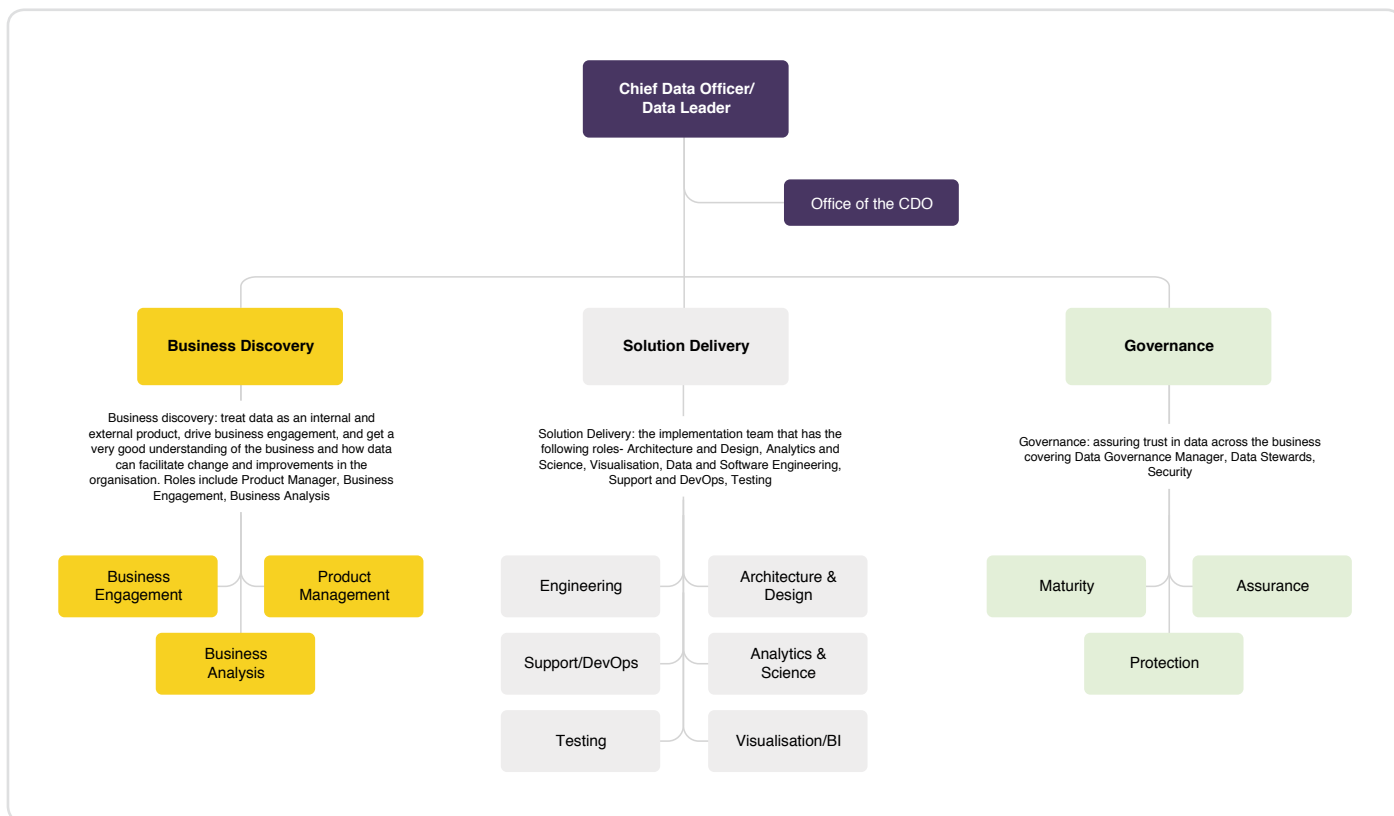 Chief Data Officer/
Data Leader
Office of the CDO
Business Discovery
Solution Delivery
Governance
Business discovery: treat data as an internal and
external product, drive business engagement, and get a
very good understanding of the business and how data
can facilitate change and improvements in the
organisation. Roles include Product Manager, Business
Engagement, Business Analysis
Solution Delivery: the implementation team that has the
following roles- Architecture and Design, Analytics and
Science, Visualisation, Data and Software Engineering,
Support and DevOps, Testing
Governance: assuring trust in data across the business
covering Data Governance Manager, Data Stewards,
Security
Business
Engagement
Product
Management
Business
Analysis
Engineering
Architecture &
Design
Support/DevOps
Analytics &
Science
Testing
Visualisation/BI
Maturity
Assurance
Protection